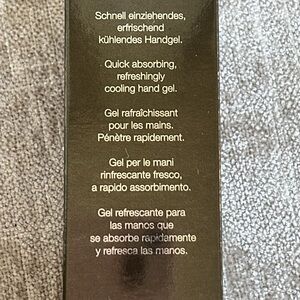 Schnell einziehendes,
erfrischend
kühlendes Handgel.
Quick absorbing,
refreshingly
cooling hand gel.
Gel rafraîchissant
pour les mains.
Pénètre rapidement.
Gel per le mani
rinfrescante fresco,
a rapido assorbimento.
Gel refrescante para
las manos que
se absorbe rapidamente
y refresca las manos.